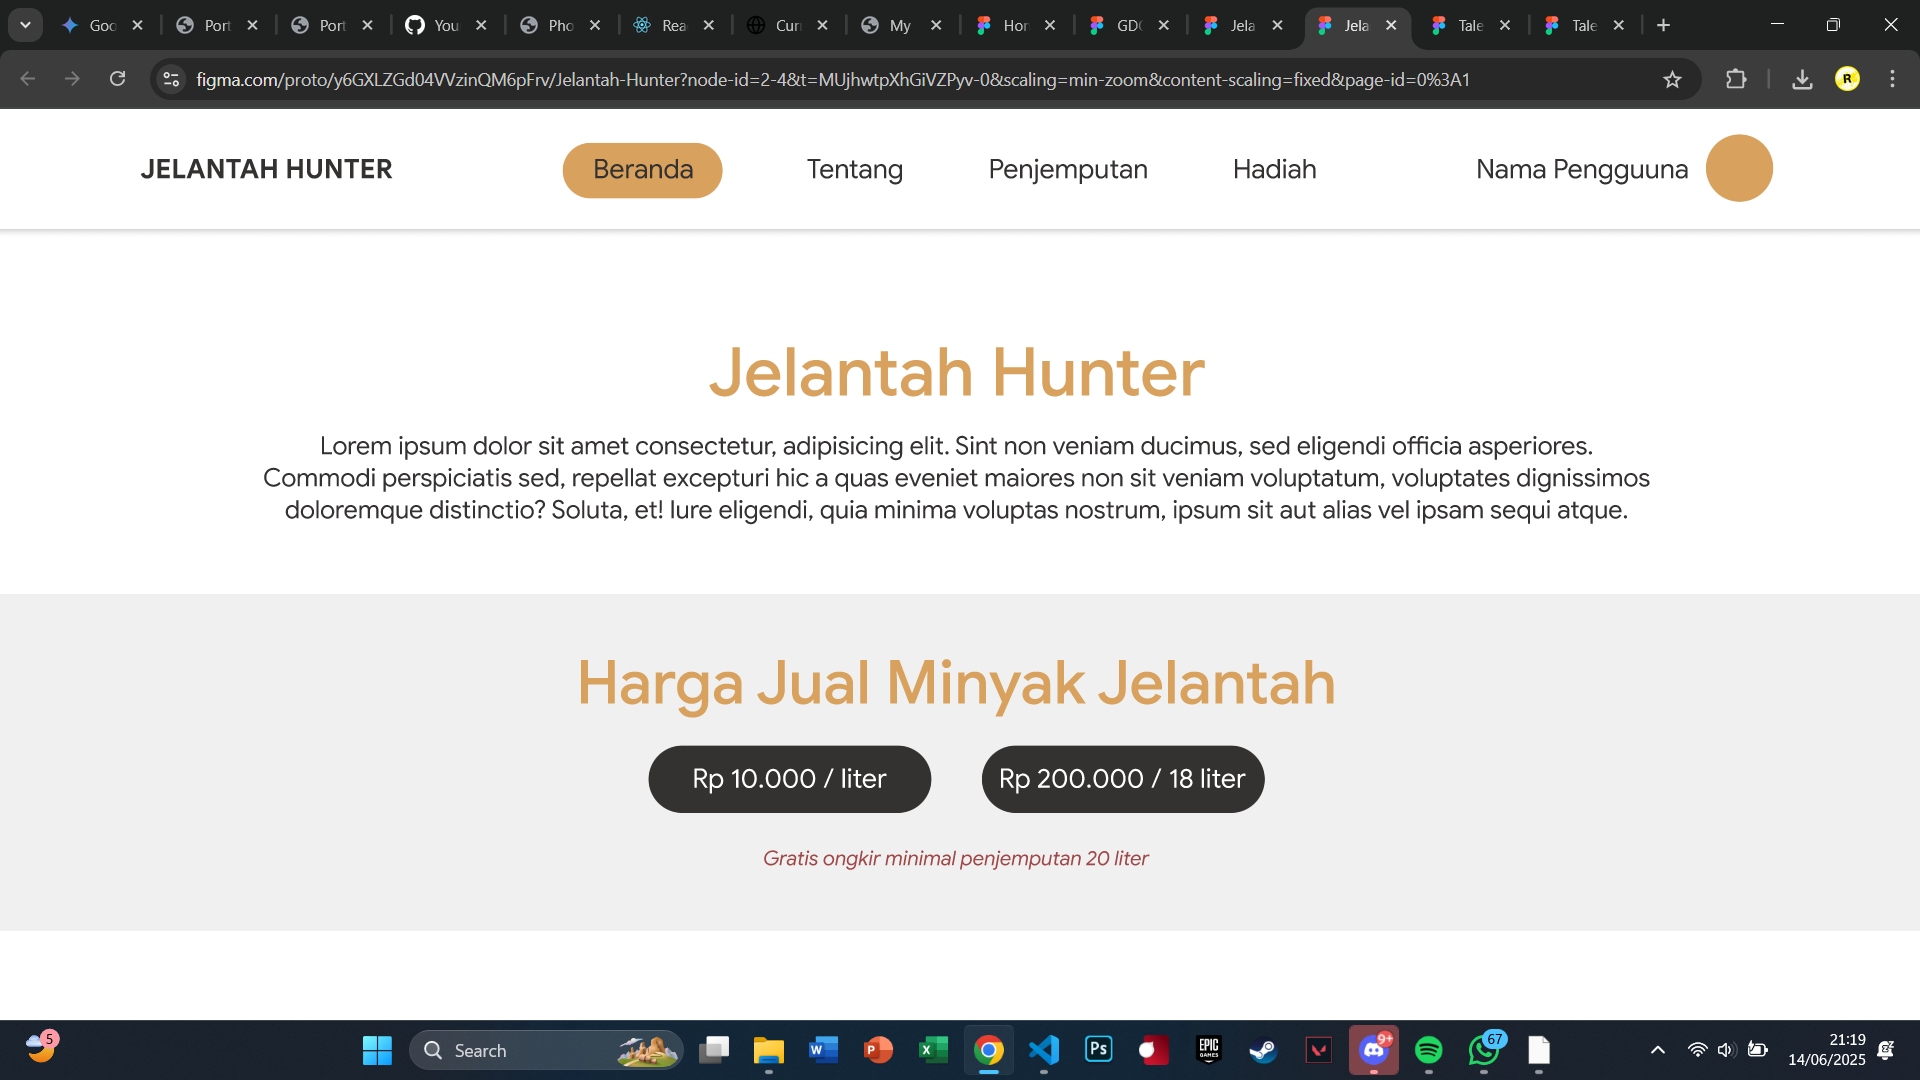 Goo
Port
Port
You
Pho
Rea
Curr
My
Hom
GDC
Jela
Jela
Tale
Tale
figma.com/proto/y6GXLZGd04VVzinQM6pFrv/Jelantah-Hunter?node-id=2-4&t=MUjhwtpXhGiVZPyv-0&scaling=min-zoom&content-scaling=fixed&page-id=0%3A1
R
JELANTAH HUNTER
Beranda
Tentang
Penjemputan
Hadiah
Nama Pengguuna
Jelantah Hunter
Lorem ipsum dolor sit amet consectetur, adipisicing elit. Sint non veniam ducimus, sed eligendi officia asperiores.
Commodi perspiciatis sed, repellat excepturi hic a quas eveniet maiores non sit veniam voluptatum, voluptates dignissimos
doloremque distinctio? Soluta, et! Iure eligendi, quia minima voluptas nostrum, ipsum sit aut alias vel ipsam sequi atque.
Harga Jual Minyak Jelantah
Rp 10.000 / liter
Rp 200.000 / 18 liter
Gratis ongkir minimal penjemputan 20 liter
5
Search
W
P
X
Ps
EPIC
GAMES
9+
67
21:19
14/06/2025